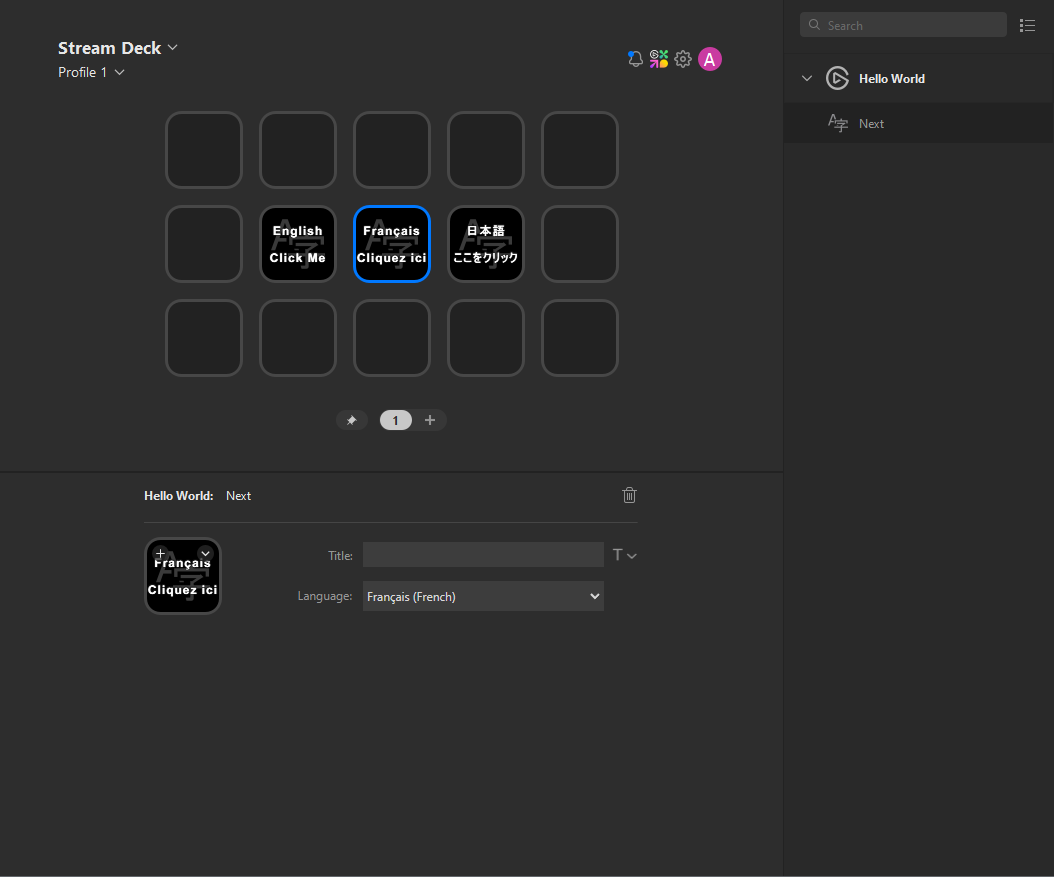 Stream Deck
Profile 1
A
Search
Hello World
Next
English
Click Me
Français
Cliquez ici
日本語
ここをクリック
1
Hello World: Next
Français
Cliquez ici
Title:
T
Language: Français (French)